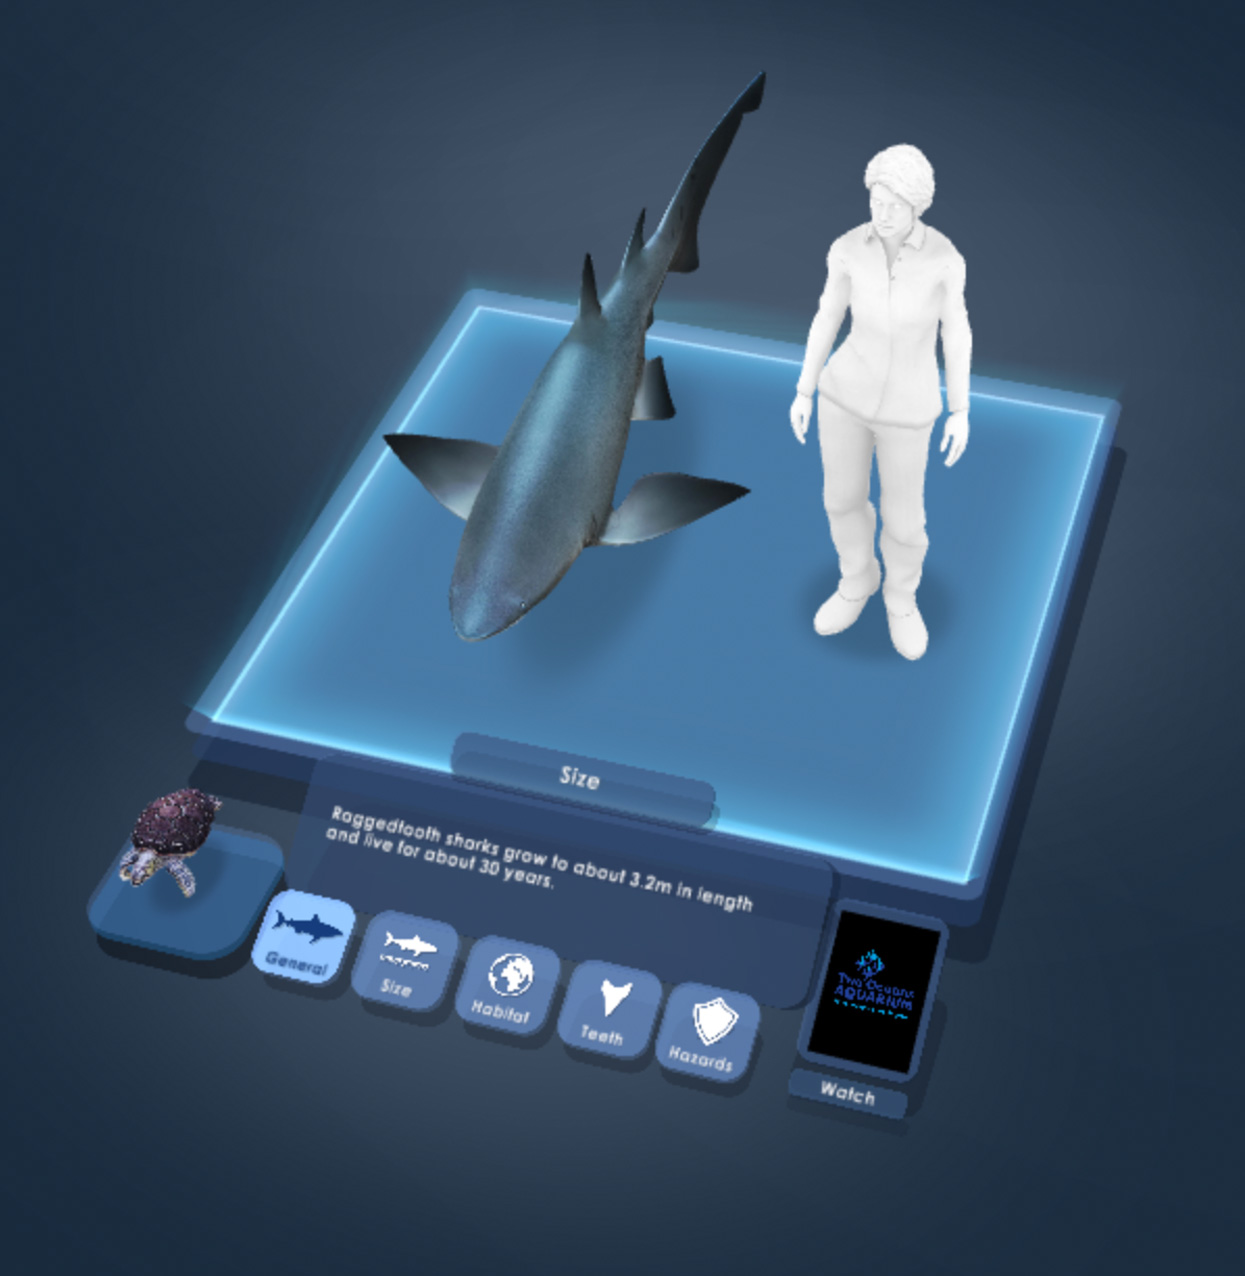 Size
Raggedtooth sharks grow to about 3.2m in length
and live for about 30 years.
General
Size
Habitat
Teeth
Hazards
Two Oceans
AQUARIUM
Watch